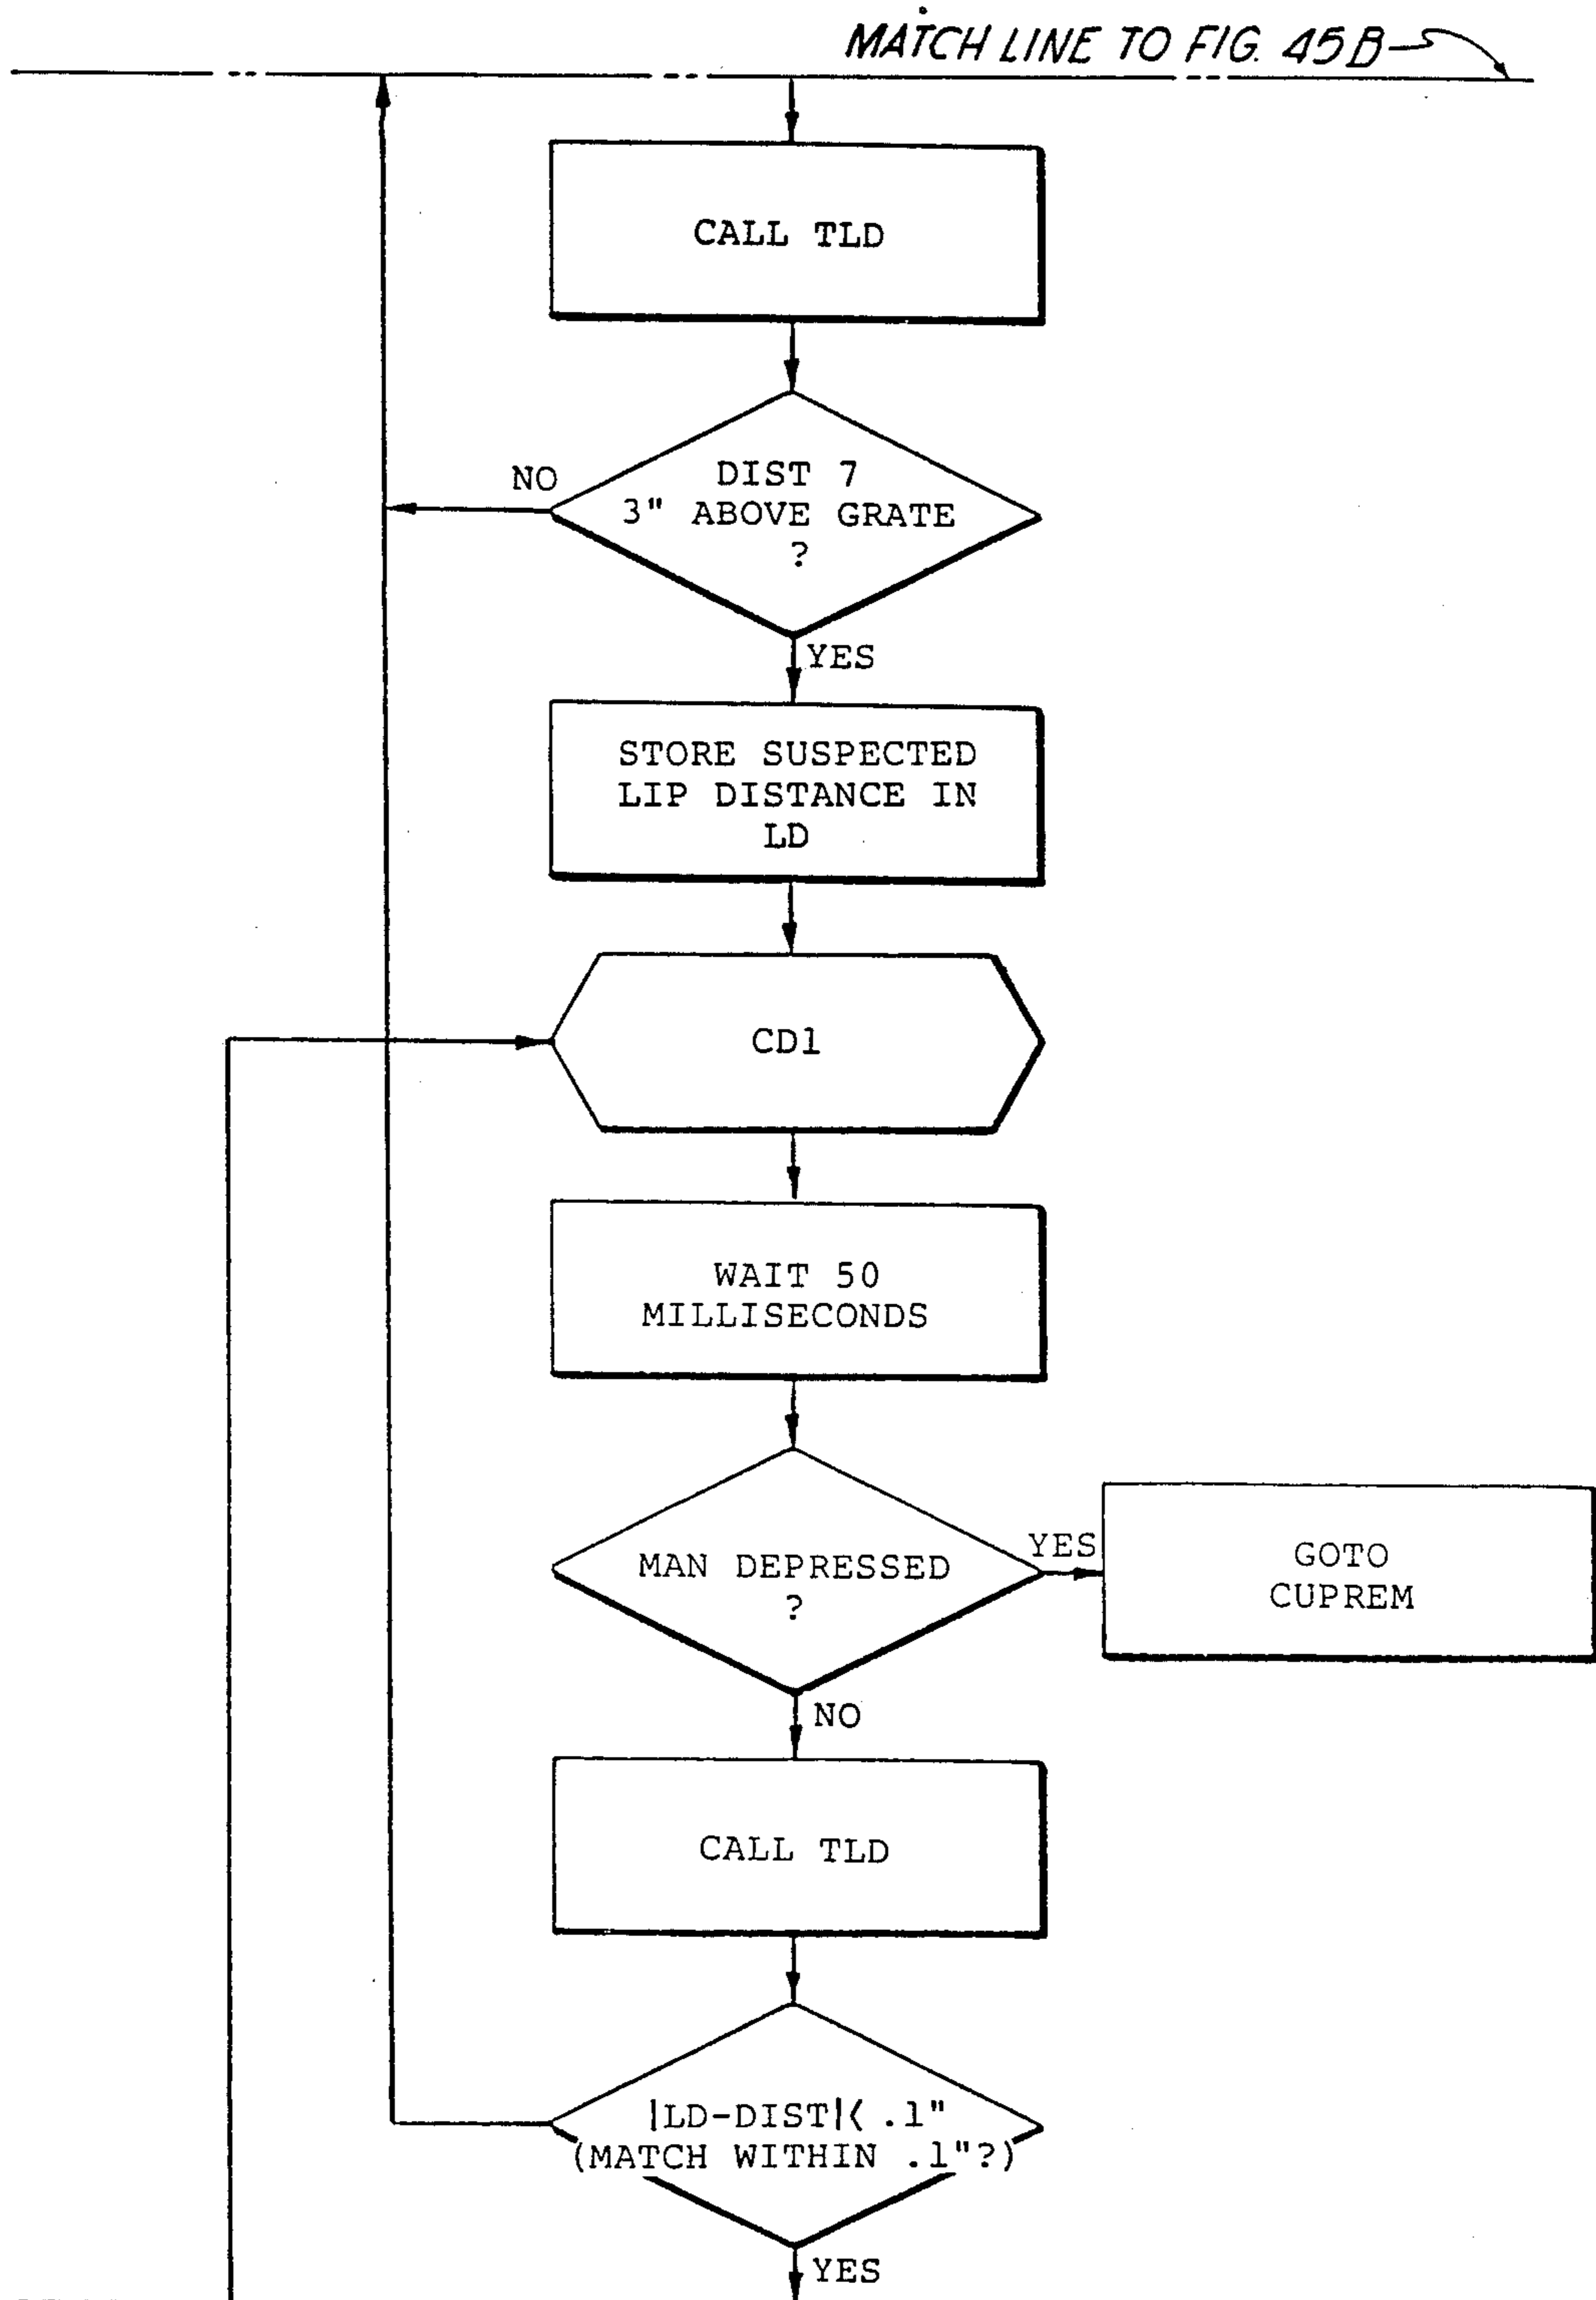 MATCH LINE TO FIG. 45B
CALL TLD
DIST 7
3" ABOVE GRATE
?
NO
YES
STORE SUSPECTED
LIP DISTANCE IN
LD
CD1
WAIT 50
MILLISECONDS
MAN DEPRESSED
?
YES
GOTO
CUPREM
NO
CALL TLD
|LD-DIST|< .1"
(MATCH WITHIN .1"?)
YES